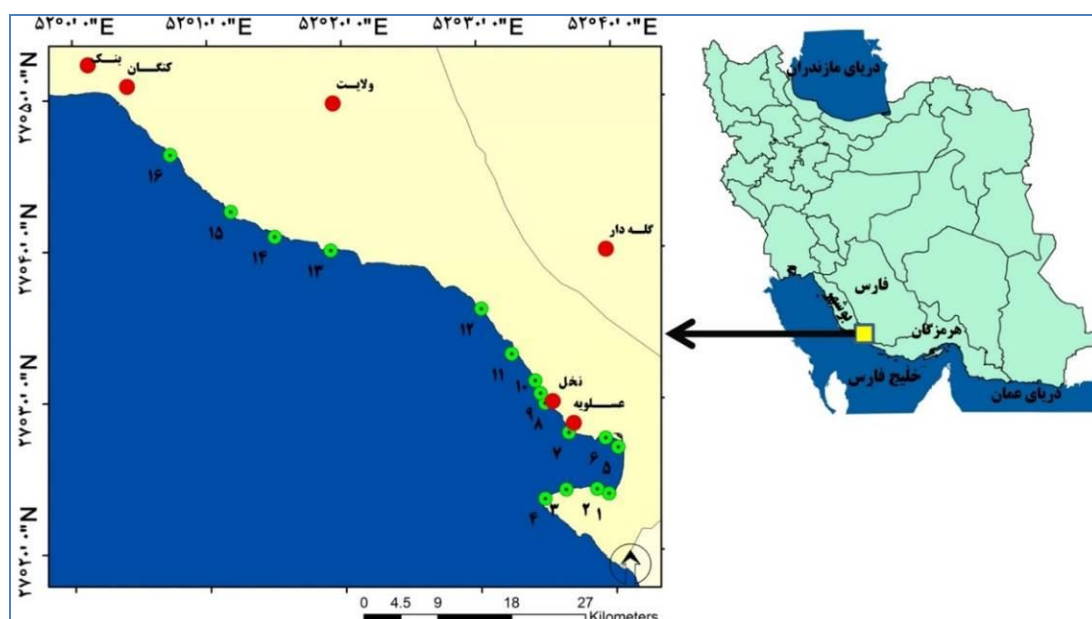 ۵۲°۰'۰"E ۵۲°۱۰'۰"E ۵۲°۲۰'۰"E ۵۲°۳۰'۰"E ۵۲°۴۰'۰"E
۲۷°۵۰'۰"N
۲۷°۴۰'۰"N
۲۷°۳۰'۰"N
۲۷°۲۰'۰"N
بنک
کنگان
ولایت
گله دار
نخل
عسلویه
۱۶
۱۵
۱۴
۱۳
۱۲
۱۱
۱۰
۹
۸
۷
۶
۵
۴
۳
۲
۱
0 4.5 9 18 27
Kilometers
دریای مازندران
فارس
بوشهر
هرمزگان
خلیج فارس
دریای عمان